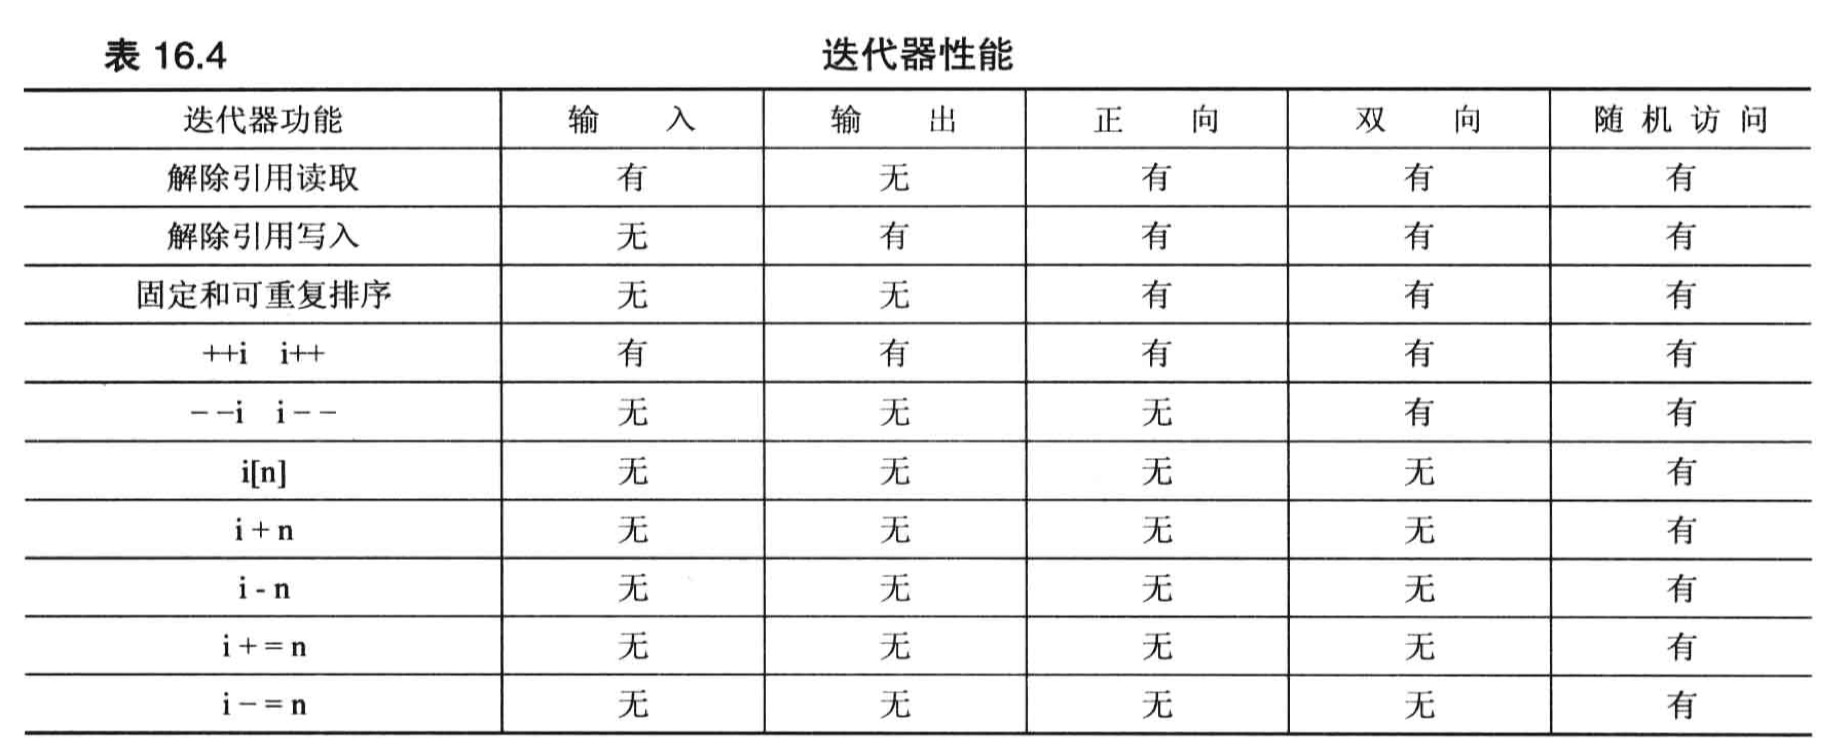 表 16.4 迭代器性能
迭代器功能 输 入 输 出 正 向 双 向 随 机 访 问
解除引用读取 有 无 有 有 有
解除引用写入 无 有 有 有 有
固定和可重复排序 无 无 有 有 有
++i i++ 有 有 有 有 有
– –i i – – 无 无 无 有 有
i[n] 无 无 无 无 有
i + n 无 无 无 无 有
i - n 无 无 无 无 有
i + = n 无 无 无 无 有
i – = n 无 无 无 无 有